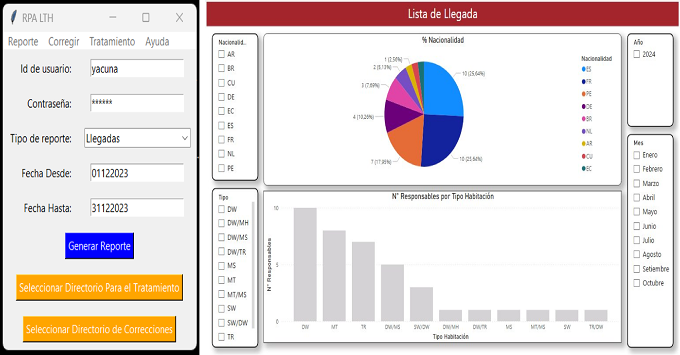 RPA LTH
Reporte Corregir Tratamiento Ayuda
Id de usuario: yacuna
Contraseña: ******
Tipo de reporte: Llegadas
Fecha Desde: 01122023
Fecha Hasta: 31122023
Generar Reporte
Seleccionar Directorio Para el Tratamiento
Seleccionar Directorio de Correcciones
Lista de Llegada
Nacionalid..
AR
BR
CU
DE
EC
ES
FR
NL
PE
Tipo
DW
DW/MH
DW/MS
DW/TR
MS
MT
MT/MS
SW
SW/DW
TR
% Nacionalidad
1 (2,56%)
2 (5,13%)
3 (7,69%)
4 (10,26%)
7 (17,95%)
10 (25,64%)
10 (25,64%)
Nacionalidad
ES
FR
PE
DE
BR
NL
AR
CU
EC
N° Responsables por Tipo Habitación
N° Responsables
10
5
0
DW MT TR DW/MS SW/DW DW/MH DW/TR MS MT/MS SW TR/DW
Tipo Habitación
Año
2024
Mes
Enero
Febrero
Marzo
Abril
Mayo
Junio
Julio
Agosto
Setiembre
Octubre